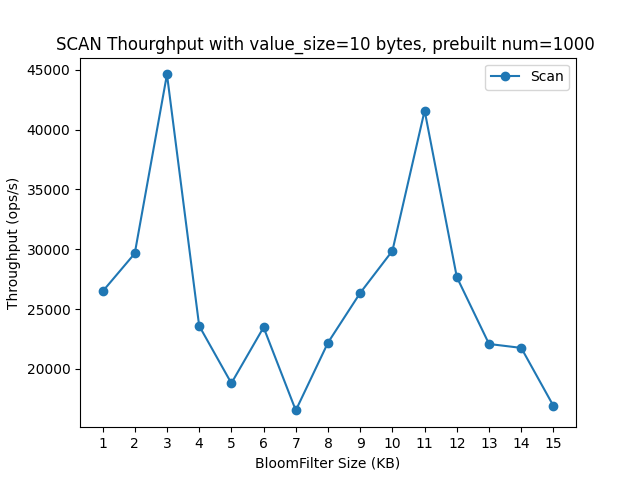 SCAN Thourghput with value_size=10 bytes, prebuilt num=1000
Scan
Throughput (ops/s)
45000
40000
35000
30000
25000
20000
1 2 3 4 5 6 7 8 9 10 11 12 13 14 15
BloomFilter Size (KB)